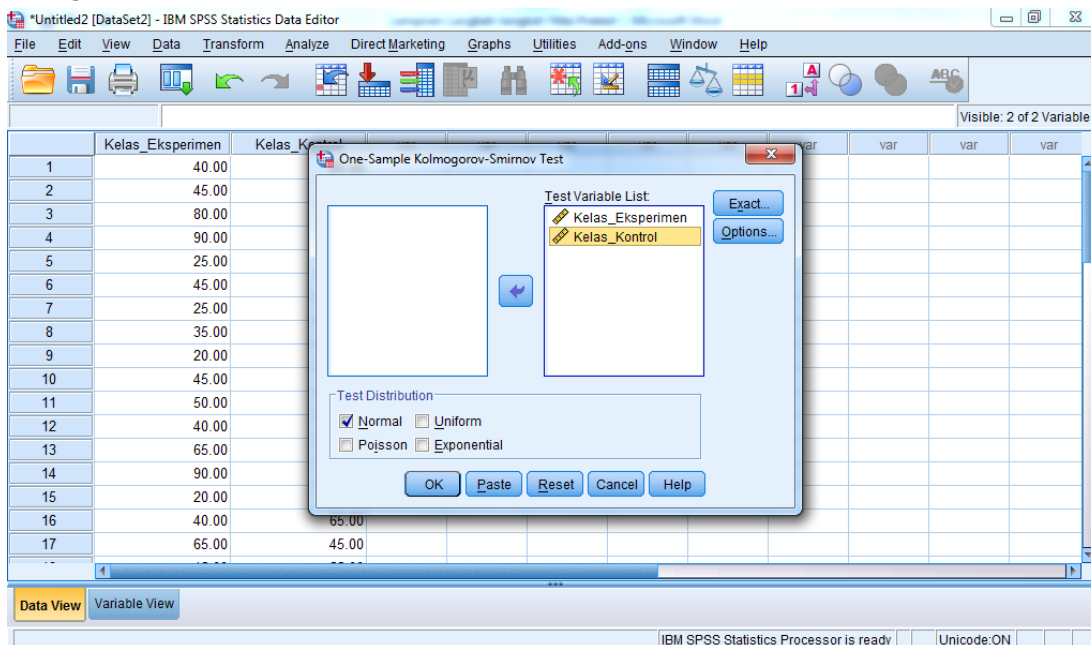 *Untitled2 [DataSet2] - IBM SPSS Statistics Data Editor
File Edit View Data Transform Analyze Direct Marketing Graphs Utilities Add-ons Window Help
Visible: 2 of 2 Variable
Kelas_Eksperimen var var var
One-Sample Kolmogorov-Smirnov Test
Test Variable List:
Kelas_Eksperimen
Kelas_Kontrol
Exact...
Options...
Test Distribution
Normal Uniform
Poisson Exponential
OK Paste Reset Cancel Help
1 40.00
2 45.00
3 80.00
4 90.00
5 25.00
6 45.00
7 25.00
8 35.00
9 20.00
10 45.00
11 50.00
12 40.00
13 65.00
14 90.00
15 20.00
16 40.00 65.00
17 65.00 45.00
Data View Variable View
IBM SPSS Statistics Processor is ready Unicode:ON